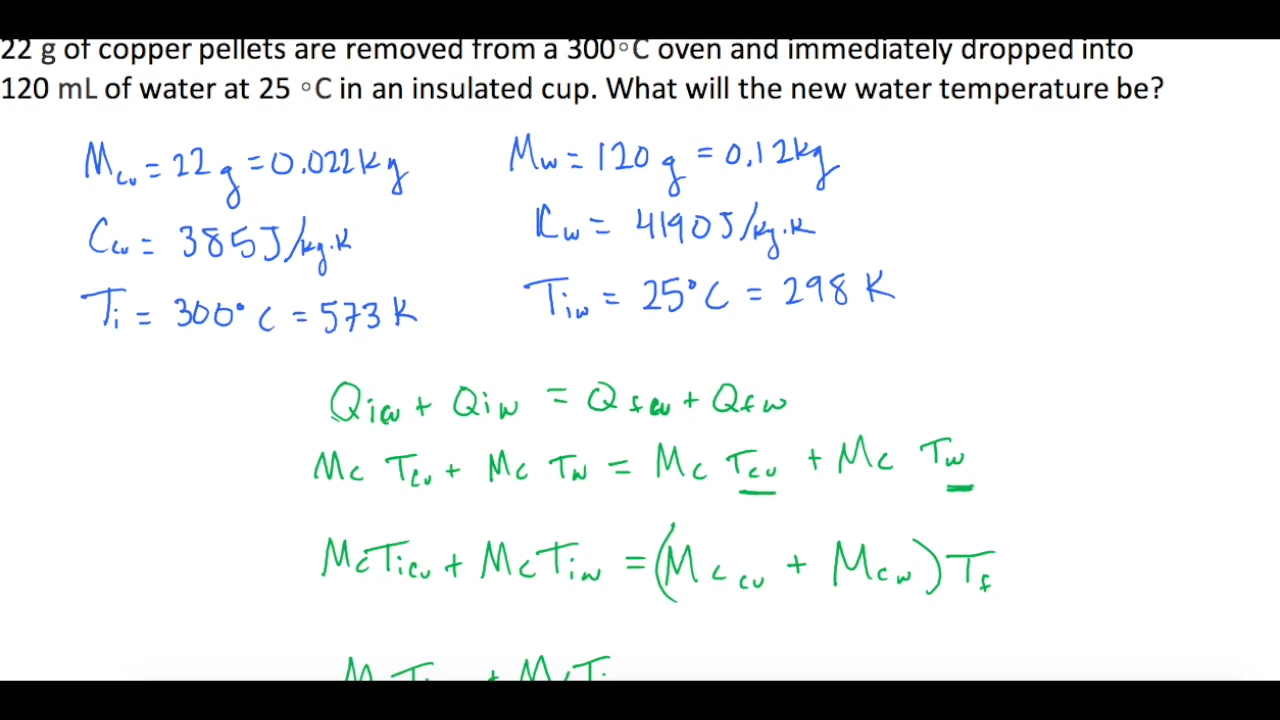 22 g of copper pellets are removed from a 300°C oven and immediately dropped into
120 mL of water at 25 °C in an insulated cup. What will the new water temperature be?
Mcu = 22 g = 0.022 kg
Mw = 120 g = 0.12 kg
Ccu = 385 J/kg·K
Cw = 4190 J/kg·K
Ti = 300°C = 573 K
Tiw = 25°C = 298 K
Qicu + Qiw = Qfcu + Qfw
Mc Tcu + Mc Tw = Mc Tcu + Mc Tw
McTicu + McTiw = (Mccu + Mcw) Tf